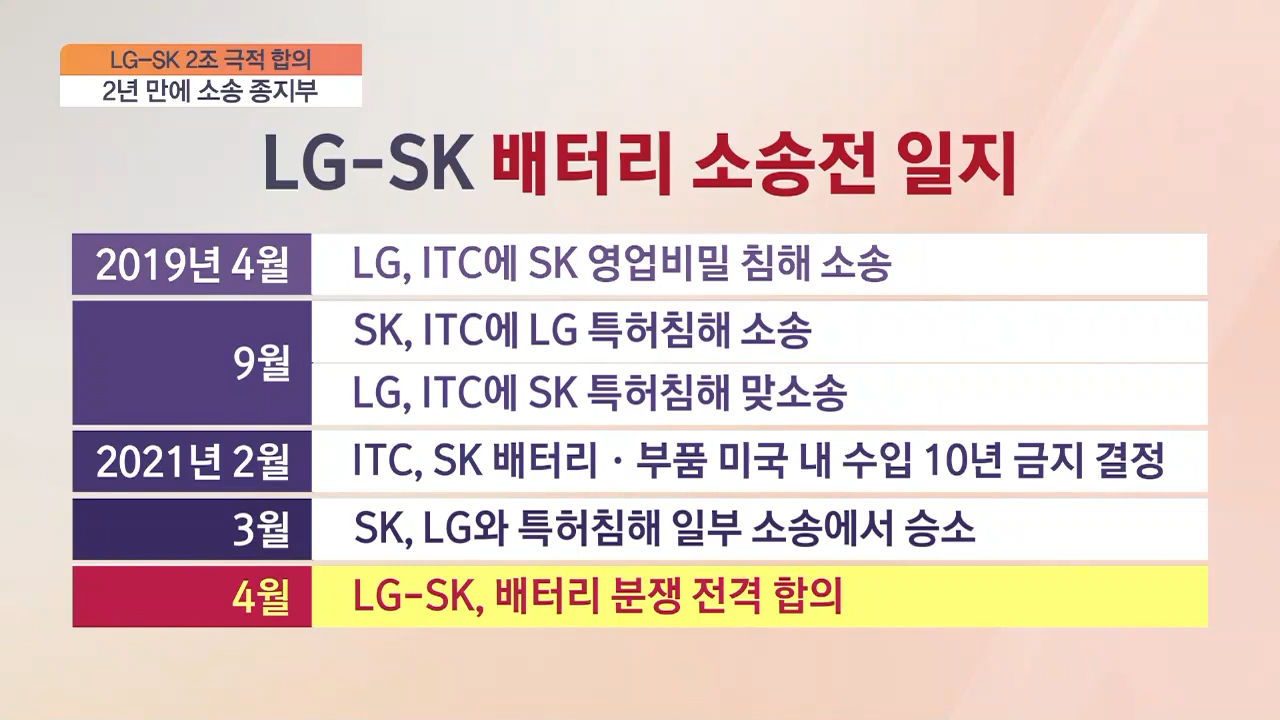 LG-SK 2조 극적 합의
2년 만에 소송 종지부
LG-SK 배터리 소송전 일지
2019년 4월 LG, ITC에 SK 영업비밀 침해 소송
9월 SK, ITC에 LG 특허침해 소송
LG, ITC에 SK 특허침해 맞소송
2021년 2월 ITC, SK 배터리·부품 미국 내 수입 10년 금지 결정
3월 SK, LG와 특허침해 일부 소송에서 승소
4월 LG-SK, 배터리 분쟁 전격 합의